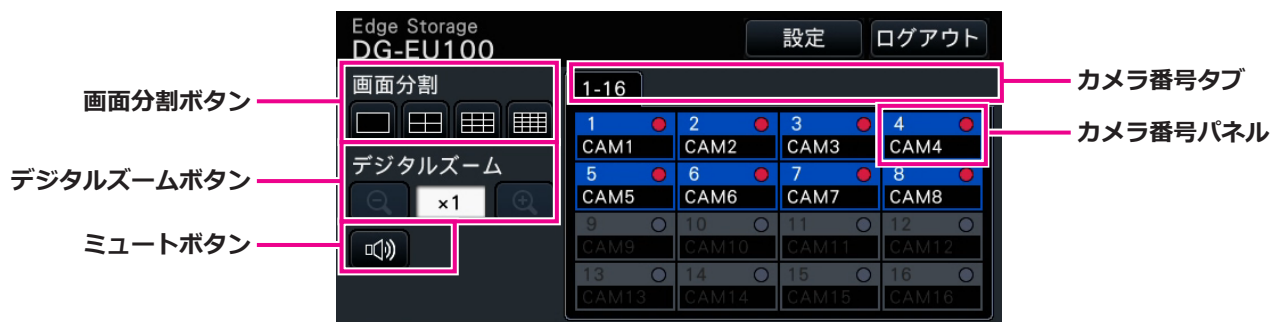 Edge Storage
DG-EU100
設定
ログアウト
画面分割ボタン
画面分割
1-16
カメラ番号タブ
カメラ番号パネル
1
CAM1
2
CAM2
3
CAM3
4
CAM4
デジタルズームボタン
デジタルズーム
×1
5
CAM5
6
CAM6
7
CAM7
8
CAM8
ミュートボタン
9
CAM9
10
CAM10
11
CAM11
12
CAM12
13
CAM13
14
CAM14
15
CAM15
16
CAM16